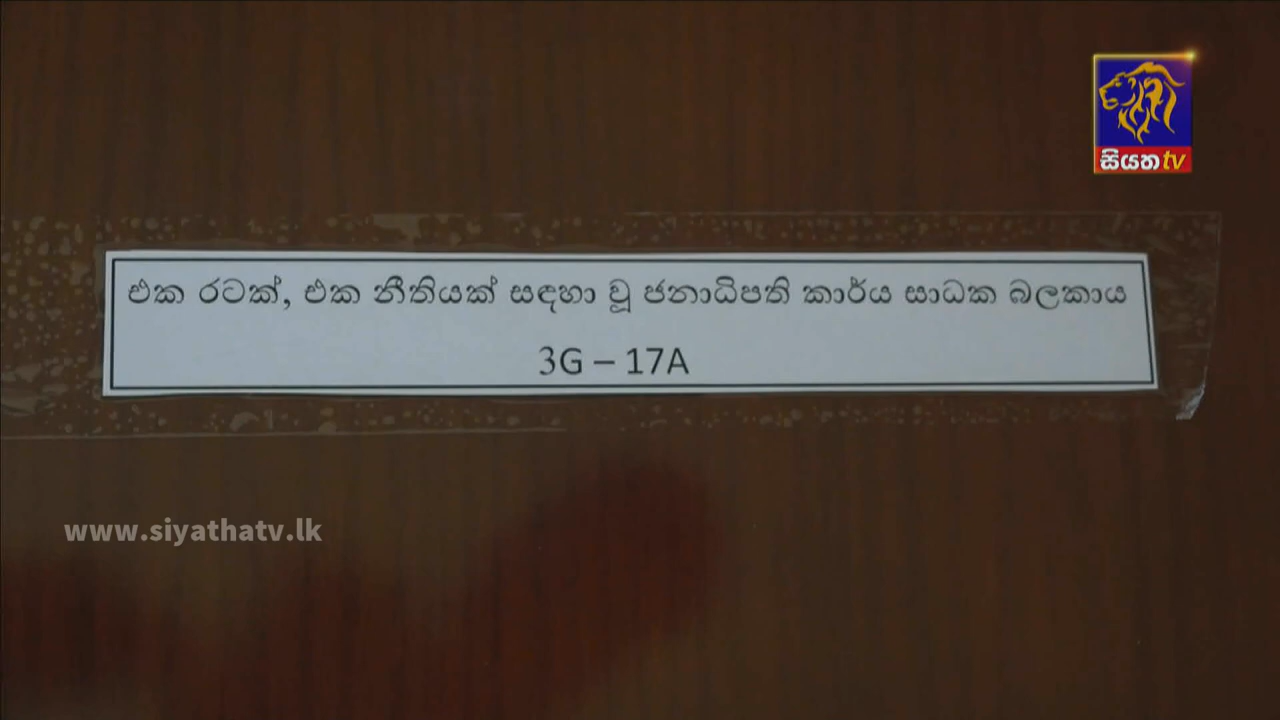 සියත tv
එක රටක්, එක නීතියක් සඳහා වූ ජනාධිපති කාර්ය සාධක බලකාය
3G – 17A
www.siyathatv.lk